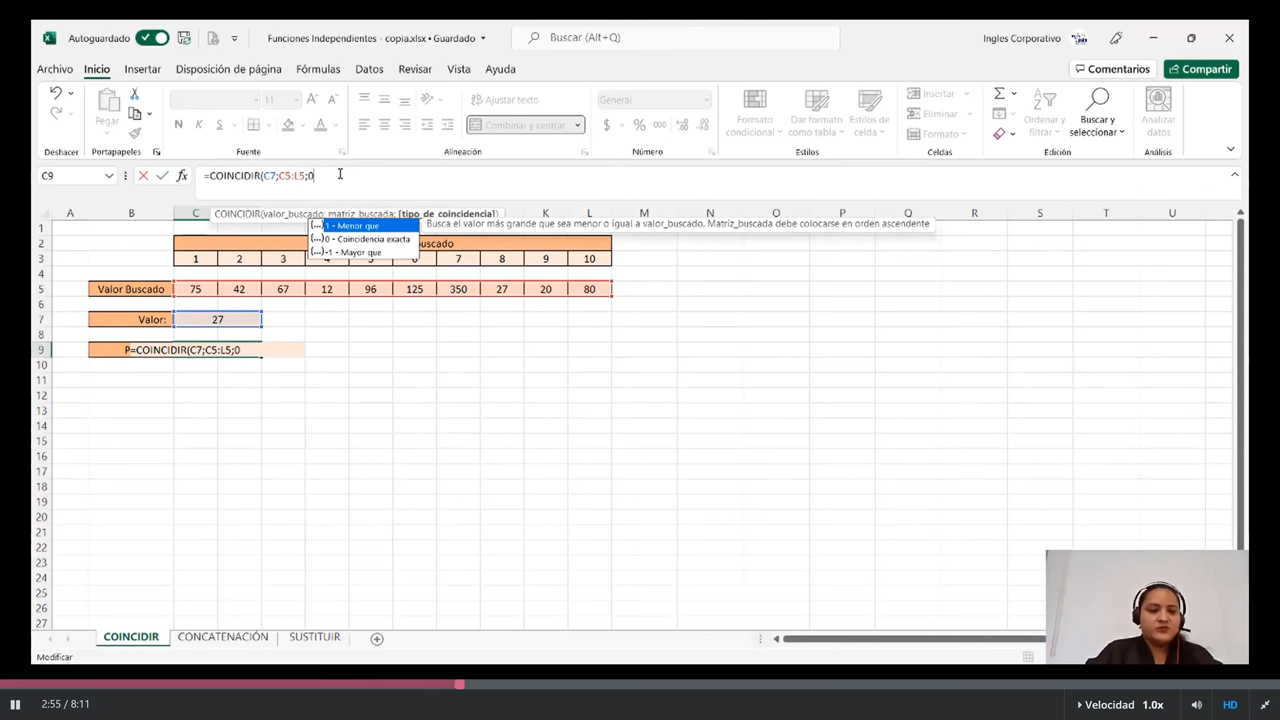 Autoguardado
Funciones Independientes - copia.xlsx • Guardado
Buscar (Alt+Q)
Ingles Corporativo
Archivo Inicio Insertar Disposición de página Fórmulas Datos Revisar Vista Ayuda
Comentarios Compartir
Pegar
11
N K S
Ajustar texto
Combinar y centrar
General
$ % 000
Formato condicional
Dar formato como tabla
Estilos de celda
Insertar
Eliminar
Formato
Ordenar y filtrar
Buscar y seleccionar
Analizar datos
Deshacer Portapapeles Fuente Alineación Número Estilos Celdas Edición Análisis
C9 fx =COINCIDIR(C7;C5:L5;0
COINCIDIR(valor_buscado; matriz_buscada; [tipo_de_coincidencia])
A B C K L M N O P Q R S T U
(...) 1 - Menor que
Busca el valor más grande que sea menor o igual a valor_buscado. Matriz_buscada debe colocarse en orden ascendente
(...) 0 - Coincidencia exacta
(...) -1 - Mayor que
1
2 buscado
3 1 2 3 4 5 6 7 8 9 10
4
5 Valor Buscado 75 42 67 12 96 125 350 27 20 80
6
7 Valor: 27
8
9 P=COINCIDIR(C7;C5:L5;0
10
11
12
13
14
15
16
17
18
19
20
21
22
23
24
25
26
27
COINCIDIR CONCATENACIÓN SUSTITUIR
Modificar
2:55 / 8:11
Velocidad 1.0x
HD